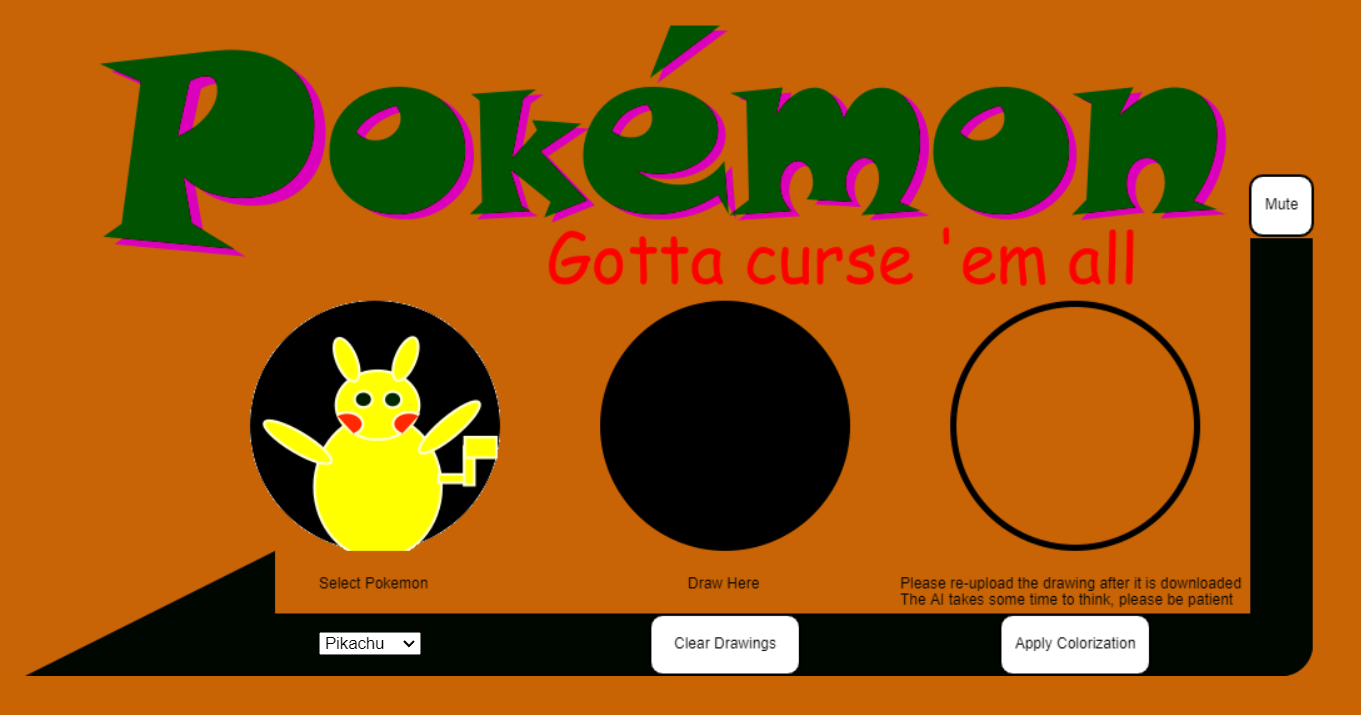 Pokémon
Mute
Gotta curse 'em all
Select Pokemon
Draw Here
Please re-upload the drawing after it is downloaded
The AI takes some time to think, please be patient
Pikachu
Clear Drawings
Apply Colorization